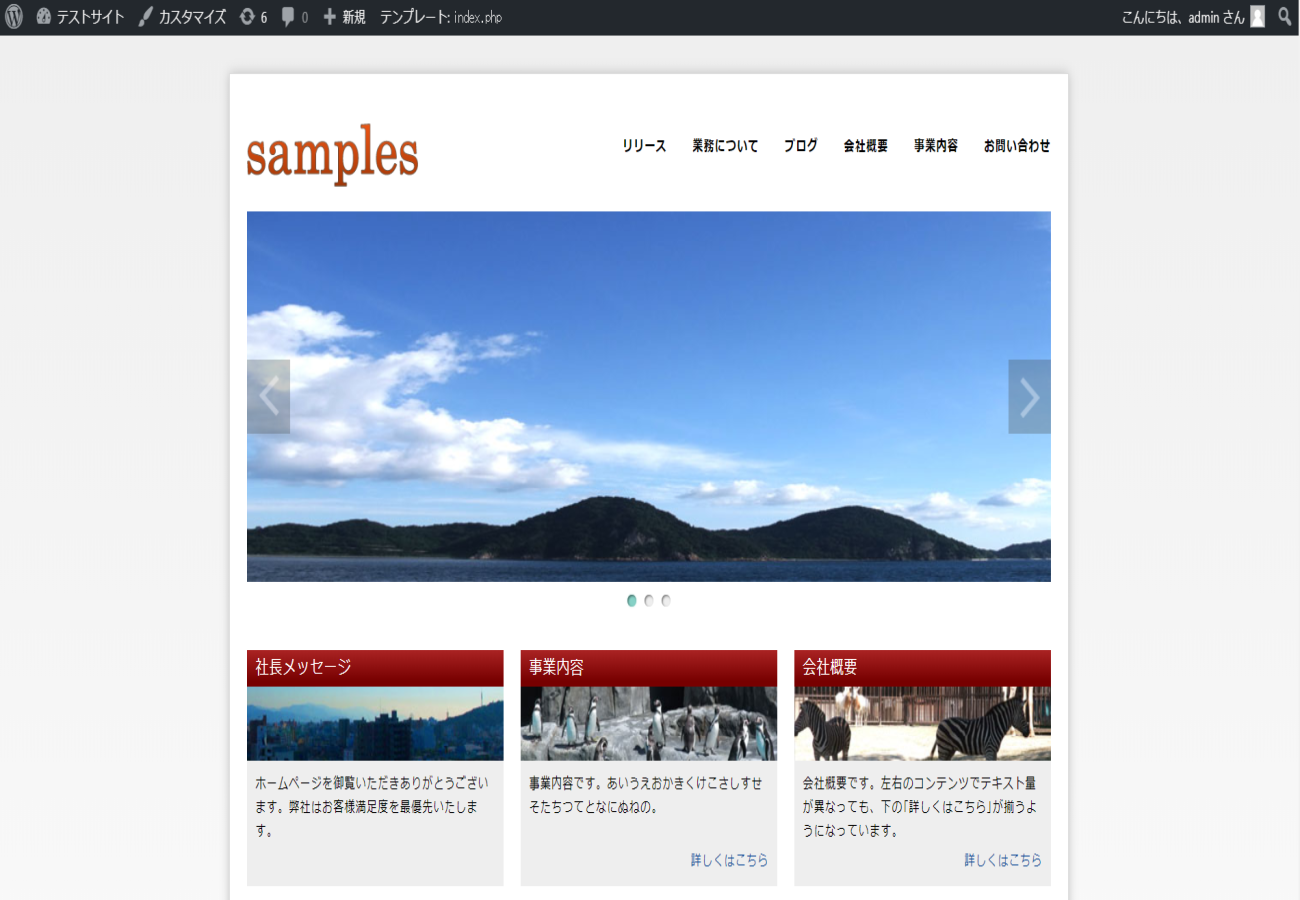 テストサイト カスタマイズ 6 0 新規 テンプレート: index.php こんにちは、admin さん
samples
リリース 業務について ブログ 会社概要 事業内容 お問い合わせ
社長メッセージ
ホームページを御覧いただきありがとうござい
ます。弊社はお客様満足度を最優先いたしま
す。
事業内容
事業内容です。あいうえおかきくけこさしすせ
そたちつてとなにぬねの。
詳しくはこちら
会社概要
会社概要です。左右のコンテンツでテキスト量
が異なっても、下の「詳しくはこちら」が揃うよ
うになっています。
詳しくはこちら